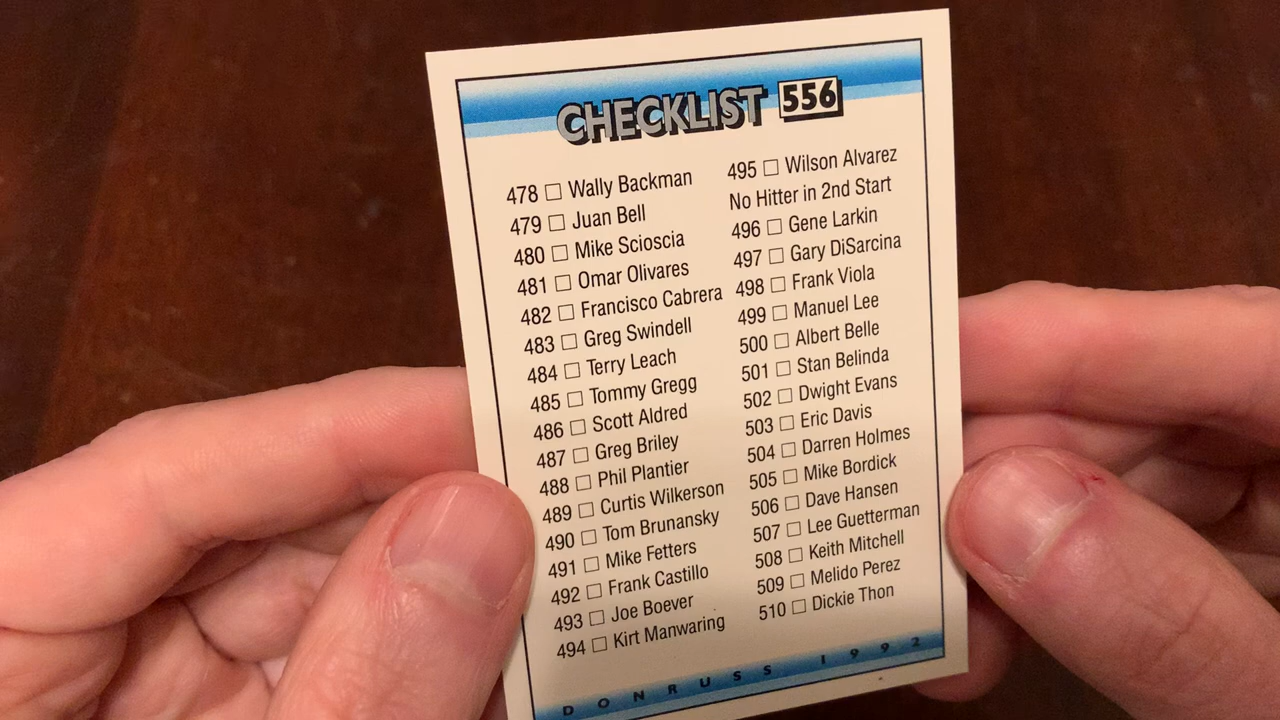 CHECKLIST 556
478 □ Wally Backman
479 □ Juan Bell
480 □ Mike Scioscia
481 □ Omar Olivares
482 □ Francisco Cabrera
483 □ Greg Swindell
484 □ Terry Leach
485 □ Tommy Gregg
486 □ Scott Aldred
487 □ Greg Briley
488 □ Phil Plantier
489 □ Curtis Wilkerson
490 □ Tom Brunansky
491 □ Mike Fetters
492 □ Frank Castillo
493 □ Joe Boever
494 □ Kirt Manwaring
495 □ Wilson Alvarez
No Hitter in 2nd Start
496 □ Gene Larkin
497 □ Gary DiSarcina
498 □ Frank Viola
499 □ Manuel Lee
500 □ Albert Belle
501 □ Stan Belinda
502 □ Dwight Evans
503 □ Eric Davis
504 □ Darren Holmes
505 □ Mike Bordick
506 □ Dave Hansen
507 □ Lee Guetterman
508 □ Keith Mitchell
509 □ Melido Perez
510 □ Dickie Thon
DONRUSS 1992